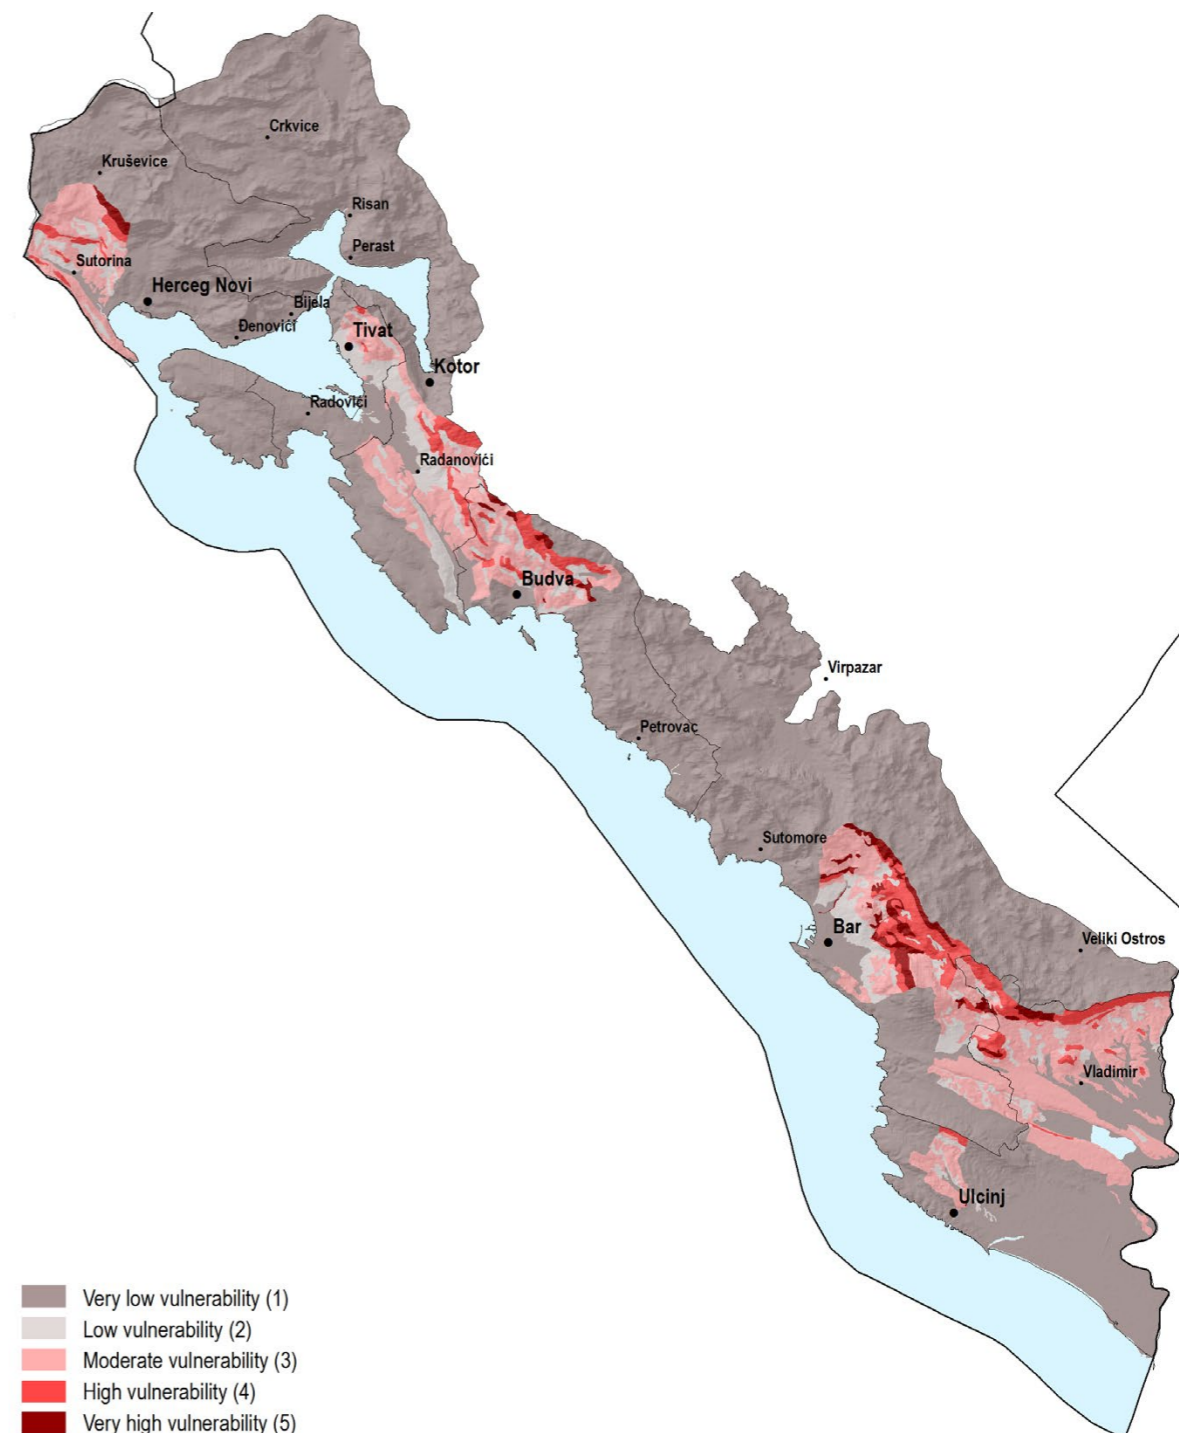 Crkvice
Kruševice
Risan
Perast
Sutorina
Herceg Novi
Bijela
Đenovići
Tivat
Kotor
Radovići
Radanovići
Budva
Virpazar
Petrovac
Sutomore
Bar
Veliki Ostros
Vladimir
Ulcinj
Very low vulnerability (1)
Low vulnerability (2)
Moderate vulnerability (3)
High vulnerability (4)
Very high vulnerability (5)